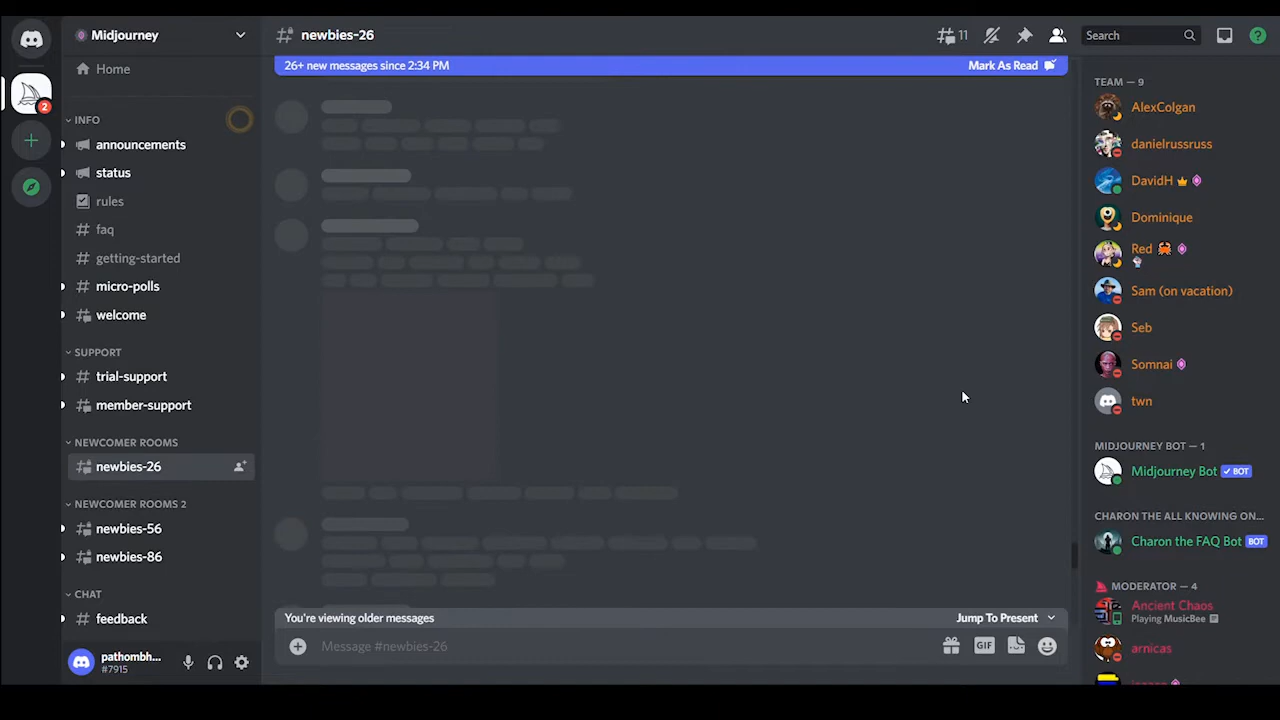 Midjourney
Home
INFO
announcements
status
rules
faq
getting-started
micro-polls
welcome
SUPPORT
trial-support
member-support
NEWCOMER ROOMS
newbies-26
NEWCOMER ROOMS 2
newbies-56
newbies-86
CHAT
feedback
pathombh...
#7915
2
newbies-26
11
Search
26+ new messages since 2:34 PM
Mark As Read
You're viewing older messages
Jump To Present
Message #newbies-26
GIF
TEAM — 9
AlexColgan
danielrussruss
DavidH
Dominique
Red
Sam (on vacation)
Seb
Somnai
twn
MIDJOURNEY BOT — 1
Midjourney Bot BOT
CHARON THE ALL KNOWING ON...
Charon the FAQ Bot BOT
MODERATOR — 4
Ancient Chaos
Playing MusicBee
arnicas